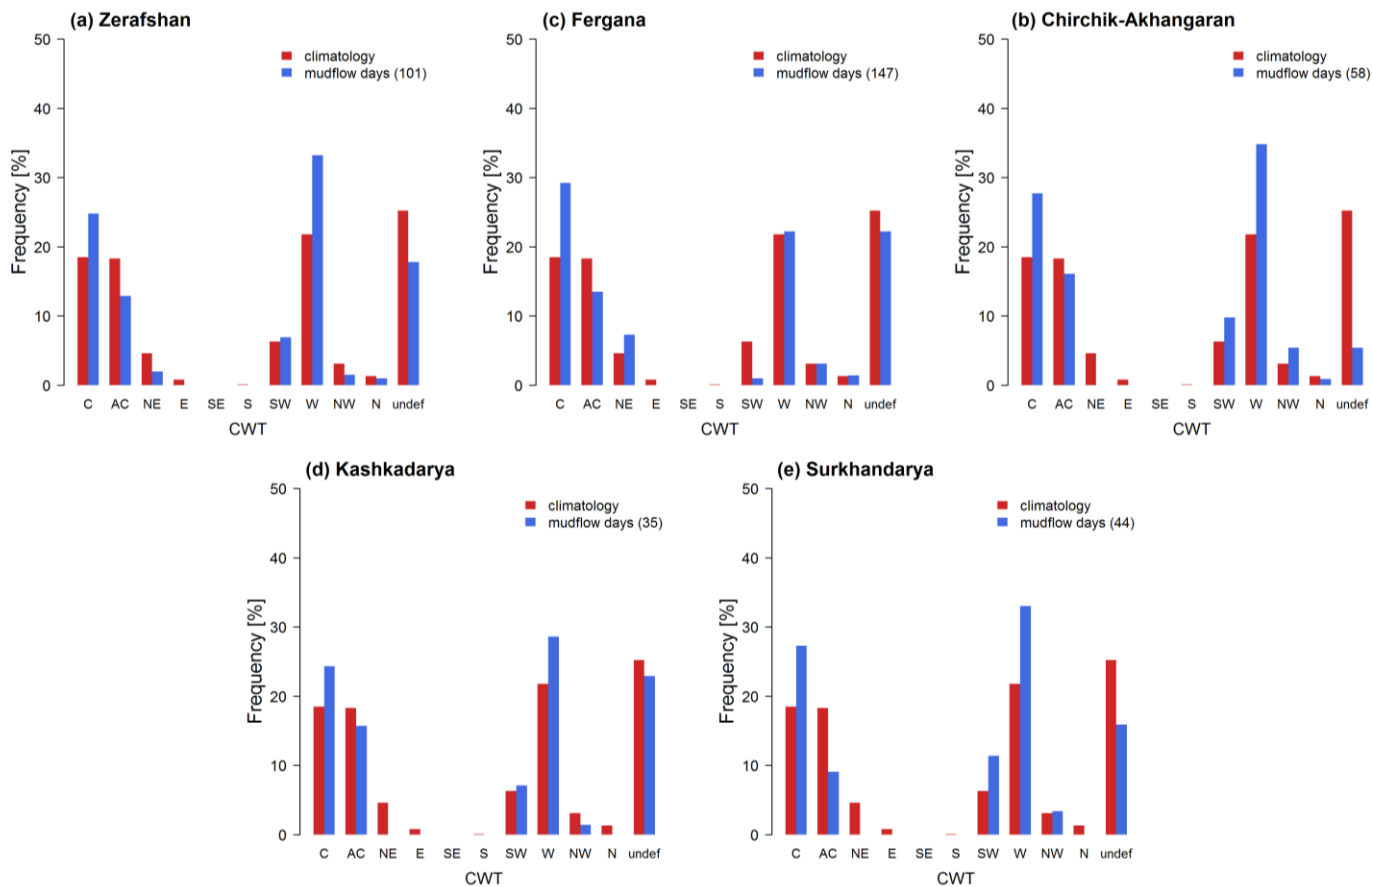 (a) Zerafshan
climatology
mudflow days (101)
Frequency [%]
50
40
30
20
10
0
C AC NE E SE S SW W NW N undef
CWT
(c) Fergana
climatology
mudflow days (147)
Frequency [%]
50
40
30
20
10
0
C AC NE E SE S SW W NW N undef
CWT
(b) Chirchik-Akhangaran
climatology
mudflow days (58)
Frequency [%]
50
40
30
20
10
0
C AC NE E SE S SW W NW N undef
CWT
(d) Kashkadarya
climatology
mudflow days (35)
Frequency [%]
50
40
30
20
10
0
C AC NE E SE S SW W NW N undef
CWT
(e) Surkhandarya
climatology
mudflow days (44)
Frequency [%]
50
40
30
20
10
0
C AC NE E SE S SW W NW N undef
CWT